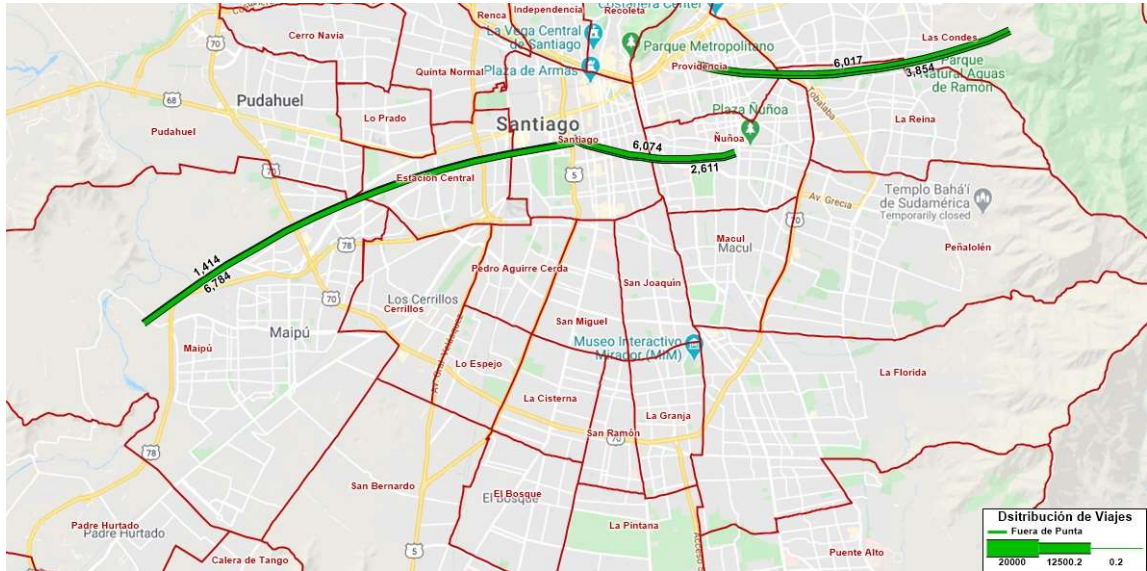 Renca
Independencia
Recoleta
Costanera Center
Cerro Navia
La Vega Central
de Santiago
Parque Metropolitano
Las Condes
Quinta Normal
Plaza de Armas
Providencia
6,017
3,854
Parque
Natural Aguas
de Ramón
70
68
Pudahuel
Lo Prado
Plaza Ñuñoa
Tobalaba
La Reina
Pudahuel
Santiago
Santiago
6,074
Ñuñoa
2,611
70
Estacion Central
5
Templo Bahá'í
de Sudamérica
Temporarily closed
Av. Grecia
78
70
Macul
Macul
Peñalolén
1,414
6,784
Pedro Aguirre Cerda
San Joaquin
70
Los Cerrillos
Cerrillos
San Miguel
Maipú
Maipú
Museo Interactivo
Mirador (MIM)
Lo Espejo
La Florida
La Cisterna
La Granja
San Ramón
70
78
San Bernardo
El Bosque
El Bosque
La Pintana
Padre Hurtado
Padre Hurtado
5
Puente Alto
Calera de Tango
Dsitribución de Viajes
Fuera de Punta
20000 12500.2 0.2